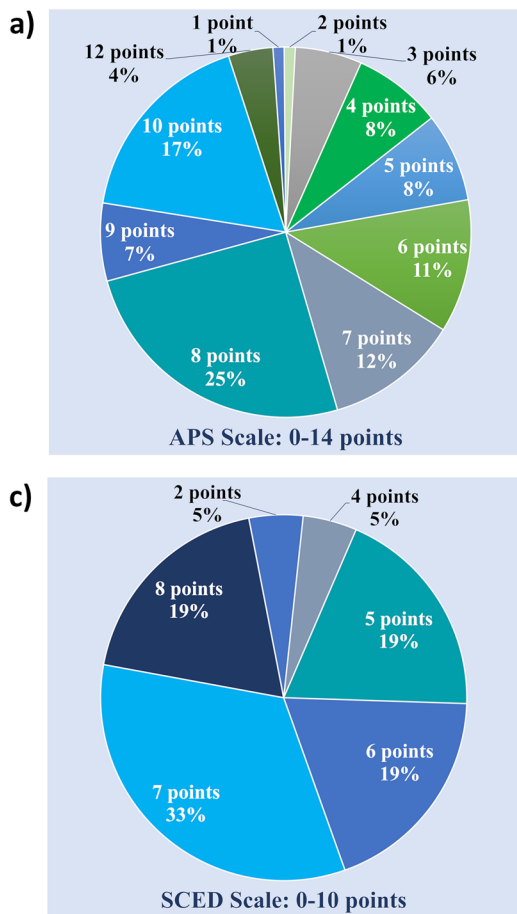 a)
1 point
1%
2 points
1%
3 points
6%
4 points
8%
5 points
8%
6 points
11%
7 points
12%
8 points
25%
9 points
7%
10 points
17%
12 points
4%
APS Scale: 0-14 points
c)
2 points
5%
4 points
5%
5 points
19%
6 points
19%
7 points
33%
8 points
19%
SCED Scale: 0-10 points